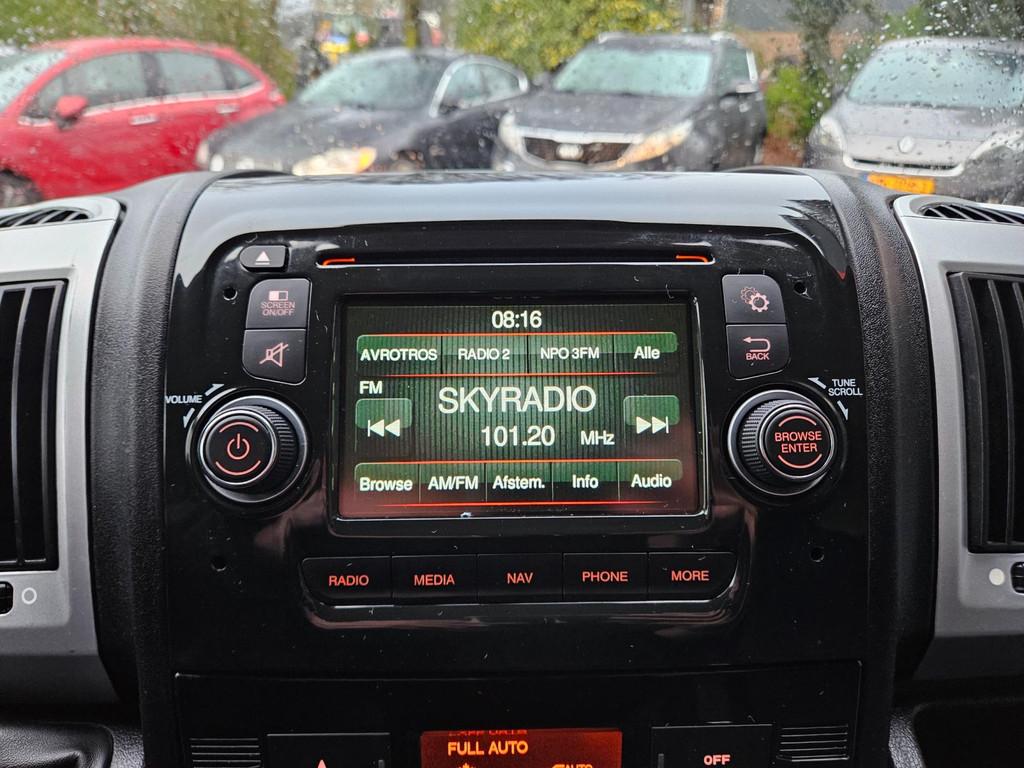 SCREEN
ON/OFF
08:16
AVROTROS RADIO 2 NPO 3FM Alle
BACK
VOLUME
FM
TUNE
SCROLL
SKYRADIO
101.20 MHz
BROWSE
ENTER
Browse AM/FM Afstem. Info Audio
RADIO MEDIA NAV PHONE MORE
FULL AUTO
OFF
AUTO